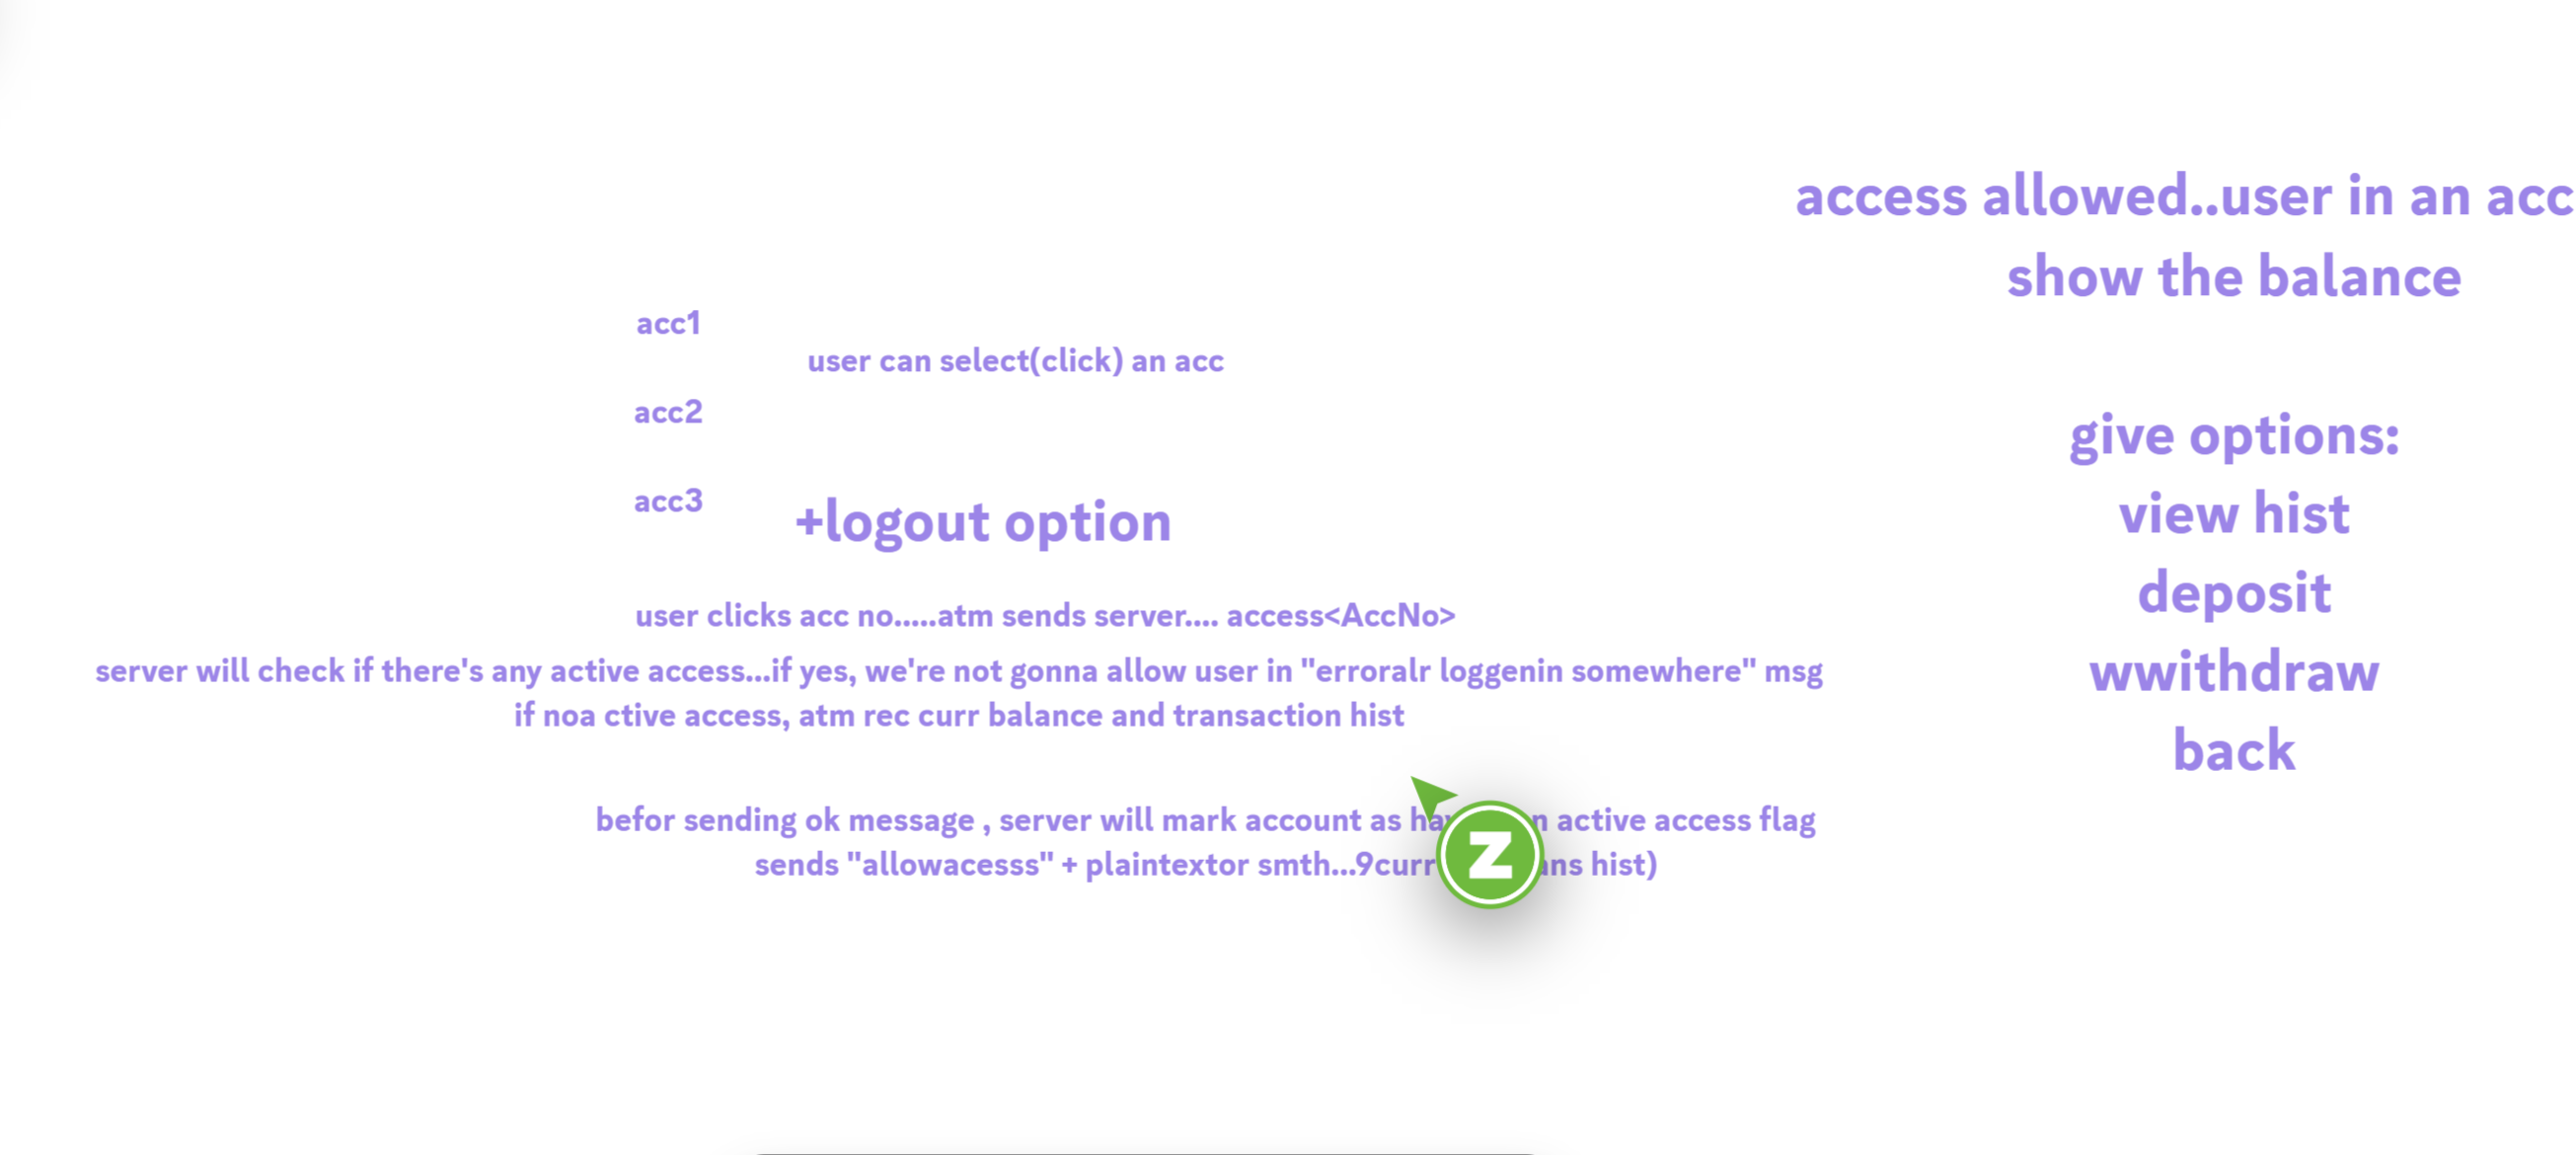 acc1
user can select(click) an acc
acc2
acc3
+logout option
user clicks acc no.....atm sends server.... access<AccNo>
server will check if there's any active access...if yes, we're not gonna allow user in "erroralr loggenin somewhere" msg
if noa ctive access, atm rec curr balance and transaction hist
befor sending ok message , server will mark account as active access flag
sends "allowacesss" + plaintextor smth...9curr hist)
Z
access allowed..user in an acc
show the balance
give options:
view hist
deposit
wwithdraw
back